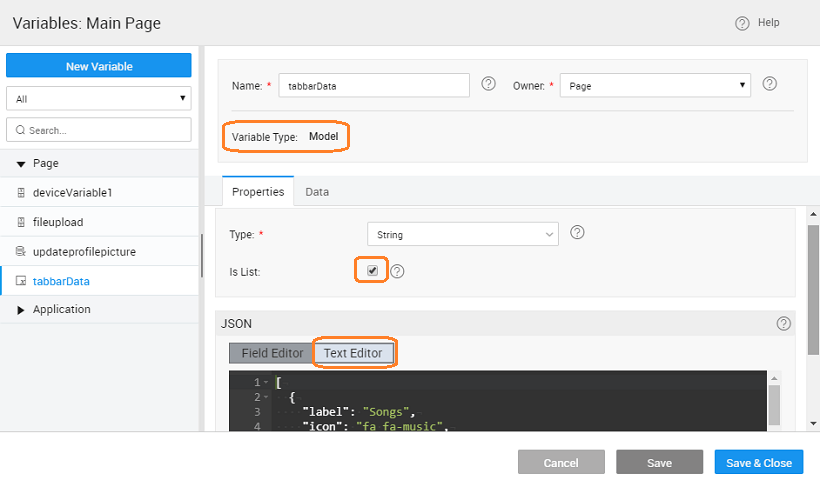 Variables: Main Page
Help
New Variable
All
Search...
Page
deviceVariable1
fileupload
updateprofilepicture
tabbarData
Application
Name: * tabbarData
Owner: * Page
Variable Type: Model
Properties Data
Type: * String
Is List:
JSON
Field Editor Text Editor
1 [
2 {
3 "label": "Songs",
4 "icon": "fa fa-music",
Cancel Save Save & Close